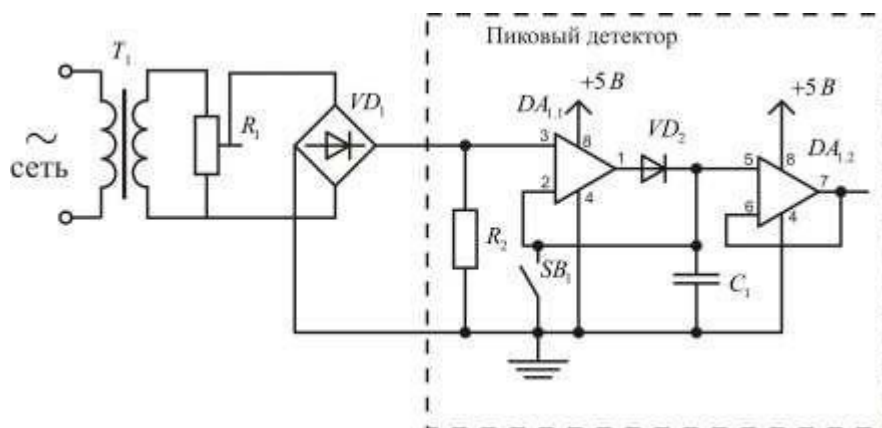 Пиковый детектор
T1
R1
VD1
~
сеть
+5 В
DA1.1
3
8
2
1
4
VD2
+5 В
DA1.2
5
8
6
7
4
R2
SB1
C1